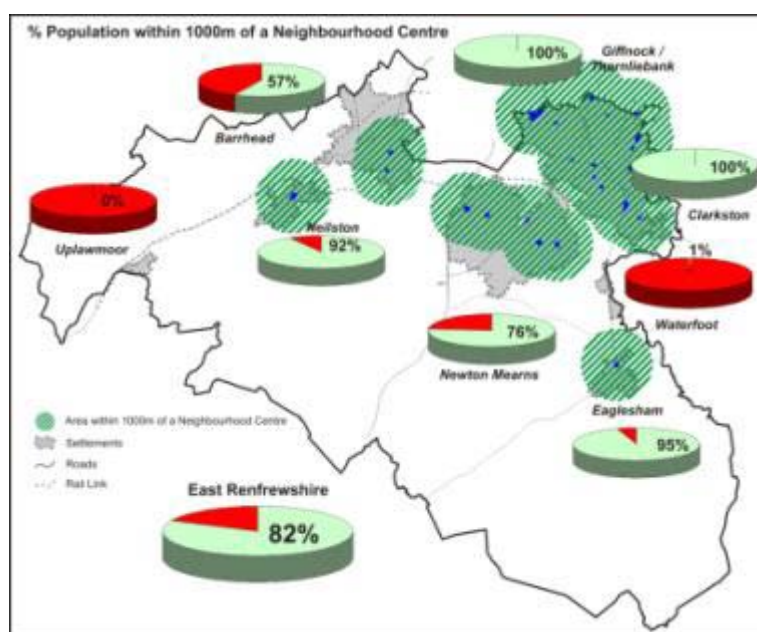 % Population within 1000m of a Neighbourhood Centre
100%
Giffnock /
Thornliebank
57%
Barrhead
100%
Clarkston
0%
Uplawmoor
Neilston
92%
1%
Waterfoot
76%
Newton Mearns
Eaglesham
95%
Area within 1000m of a Neighbourhood Centre
Settlements
Roads
Rail Link
East Renfrewshire
82%